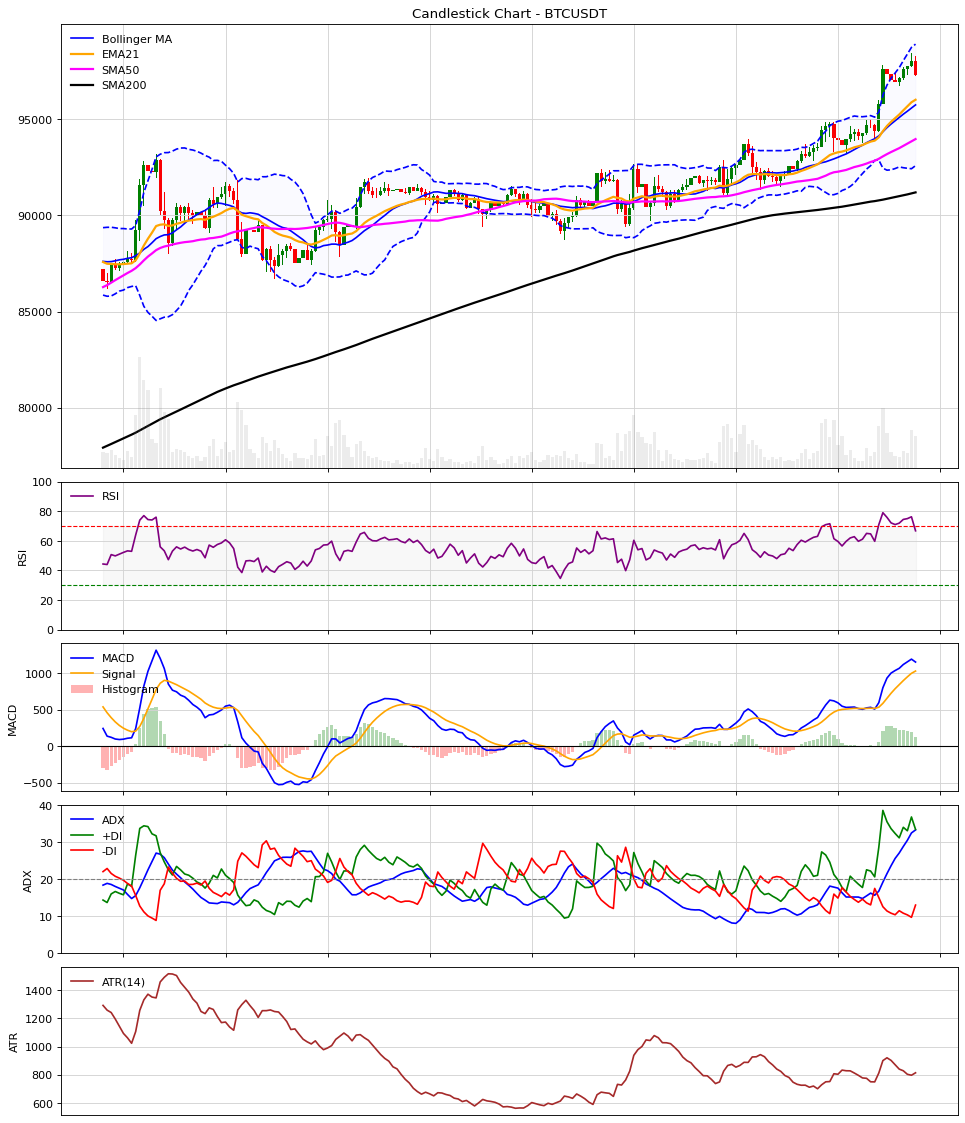 Candlestick Chart - BTCUSDT
Bollinger MA
EMA21
SMA50
SMA200
95000
90000
85000
80000
RSI
100
80
60
40
20
0
RSI
MACD
Signal
Histogram
1000
500
0
−500
MACD
ADX
+DI
-DI
40
30
20
10
0
ADX
ATR(14)
1400
1200
1000
800
600
ATR